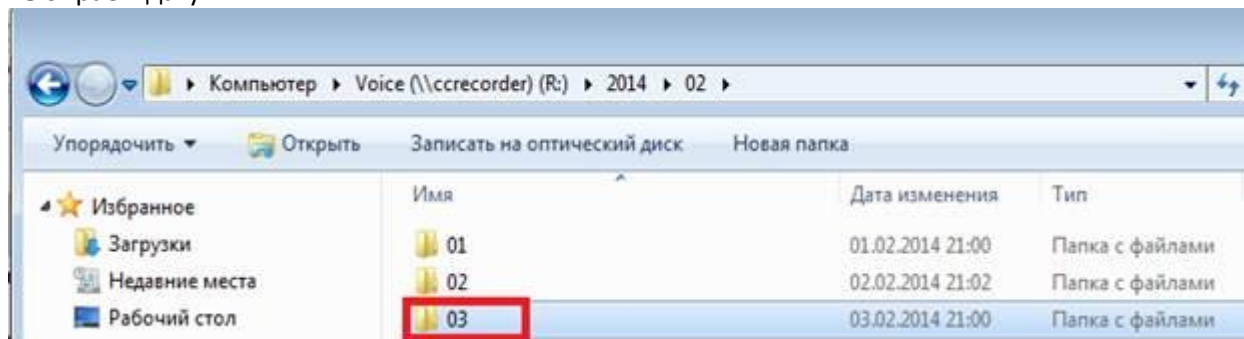 Компьютер ▸ Voice (\\ccrecorder) (R:) ▸ 2014 ▸ 02 ▸
Упорядочить ▾ Открыть Записать на оптический диск Новая папка
Избранное Имя Дата изменения Тип
Загрузки 01 01.02.2014 21:00 Папка с файлами
Недавние места 02 02.02.2014 21:02 Папка с файлами
Рабочий стол 03 03.02.2014 21:00 Папка с файлами